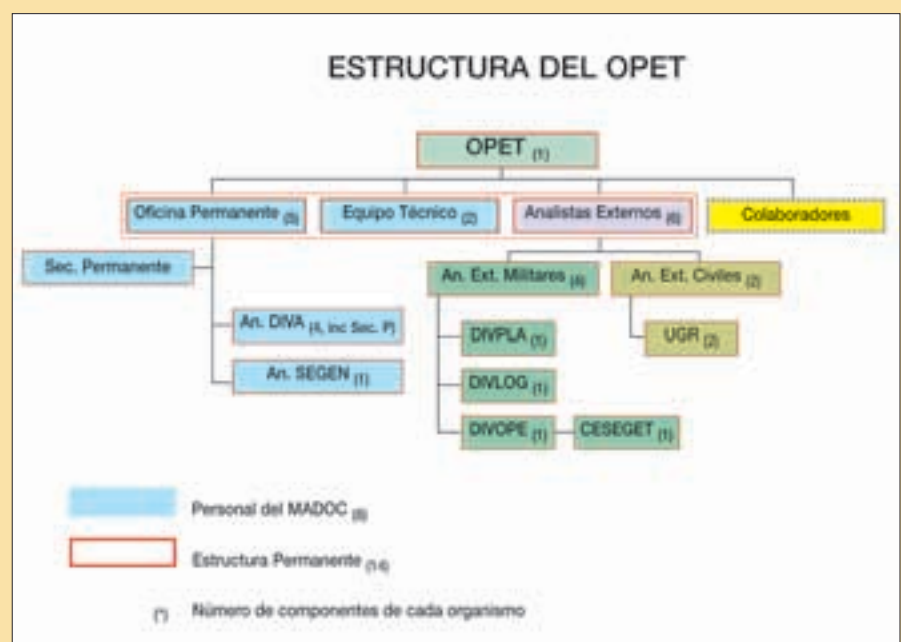 ESTRUCTURA DEL OPET
OPET (1)
Oficina Permanente (5)
Equipo Técnico (2)
Analistas Externos (6)
Colaboradores
Sec. Permanente
An. Ext. Militares (4)
An. Ext. Civiles (2)
An. DIVA (4, inc Sec. P)
DIVPLA (1)
UGR (2)
An. SEGEN (1)
DIVLOG (1)
DIVOPE (1)
CESEGET (1)
Personal del MADOC
Estructura Permanente (14)
(*) Número de componentes de cada organismo